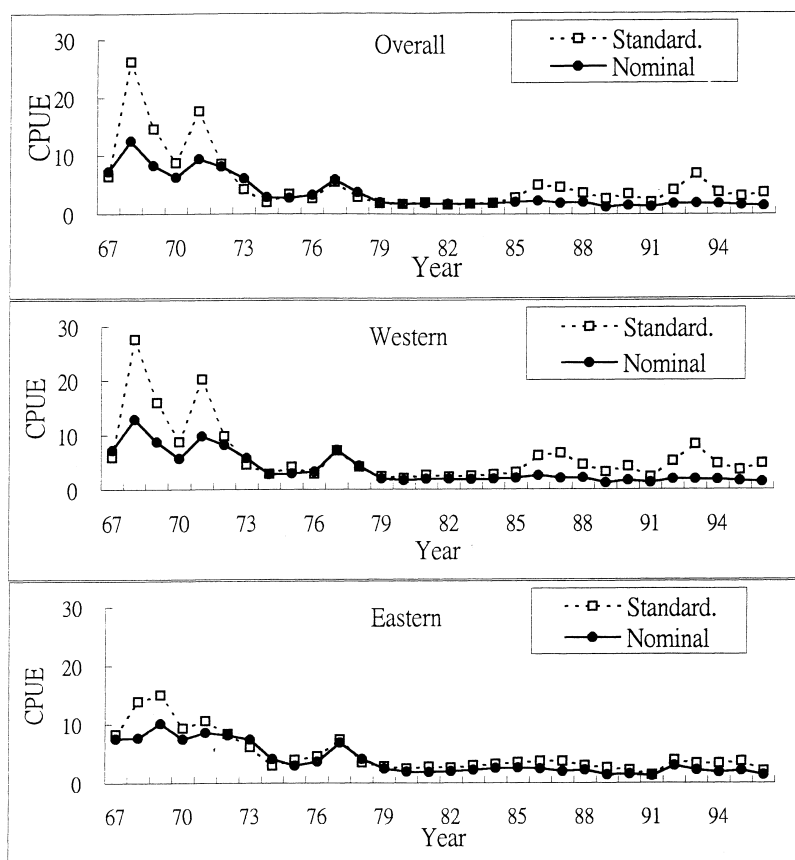 Overall
Standard.
Nominal
CPUE
30
20
10
0
67 70 73 76 79 82 85 88 91 94
Year
Western
Standard.
Nominal
CPUE
30
20
10
0
67 70 73 76 79 82 85 88 91 94
Year
Eastern
Standard.
Nominal
CPUE
30
20
10
0
67 70 73 76 79 82 85 88 91 94
Year